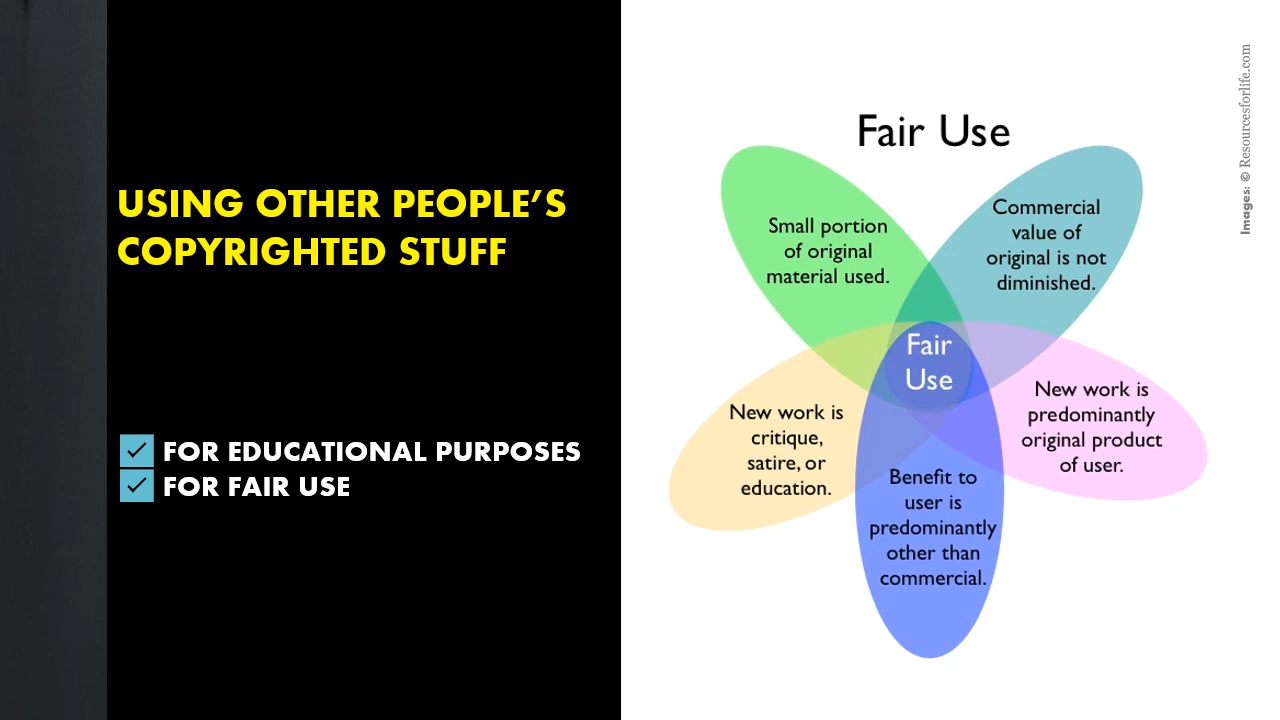 USING OTHER PEOPLE'S
COPYRIGHTED STUFF
FOR EDUCATIONAL PURPOSES
FOR FAIR USE
Fair Use
Small portion
of original
material used.
Commercial
value of
original is not
diminished.
Fair
Use
New work is
critique,
satire, or
education.
New work is
predominantly
original product
of user.
Benefit to
user is
predominantly
other than
commercial.
Images: © Resourcesforlife.com